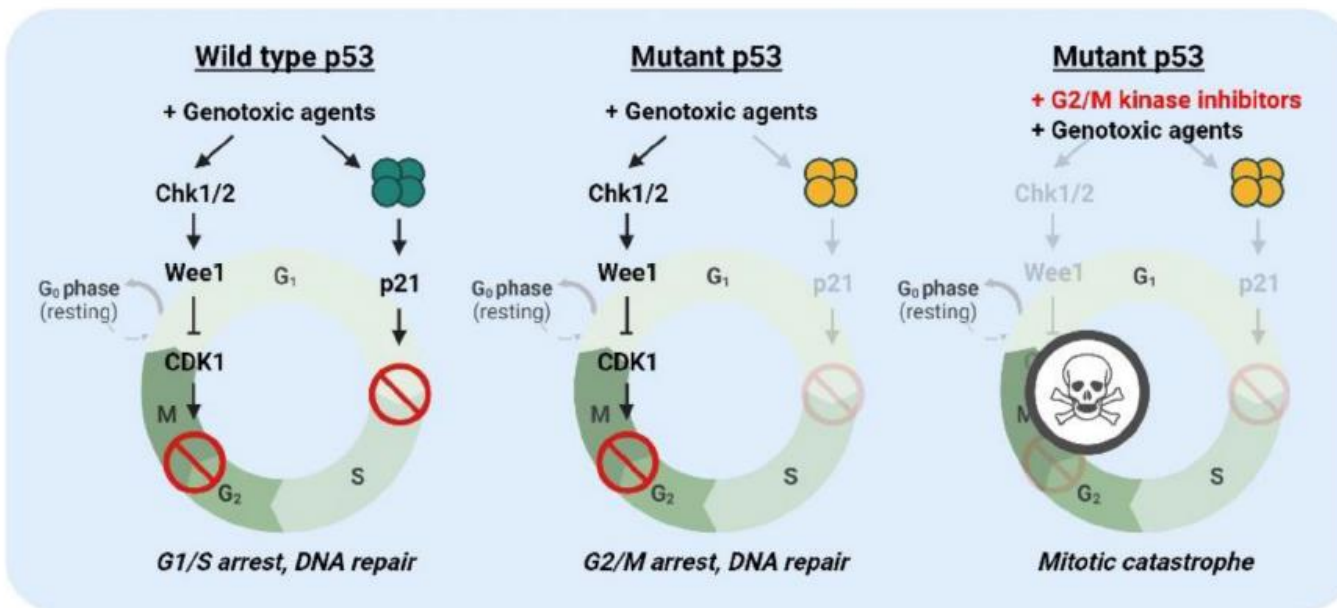 Wild type p53
+ Genotoxic agents
Chk1/2
Wee1
G₁
p21
G₀ phase
(resting)
CDK1
M
S
G₂
G1/S arrest, DNA repair
Mutant p53
+ Genotoxic agents
Chk1/2
Wee1
G₁
p21
G₀ phase
(resting)
CDK1
M
S
G₂
G2/M arrest, DNA repair
Mutant p53
+ G2/M kinase inhibitors
+ Genotoxic agents
Chk1/2
Wee1
G₁
p21
G₀ phase
(resting)
M
S
G₂
Mitotic catastrophe